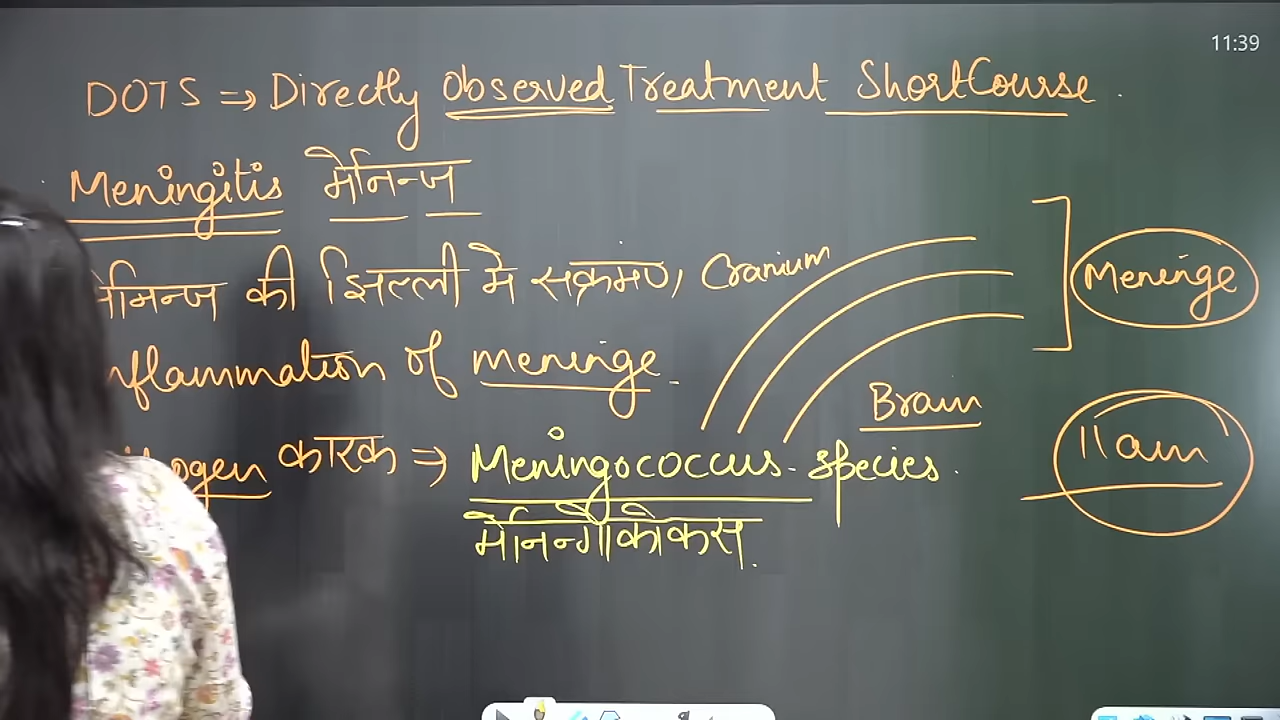 11:39
DOTS ⇒ Directly Observed Treatment ShortCourse.
Meningitis मेनिन्ज
की झिल्ली मे सक्रमण, Cranium
Meninge
of meninge
Brain
कारक ⇒ Meningococcus species.
11am
मेनिन्गोकोकस